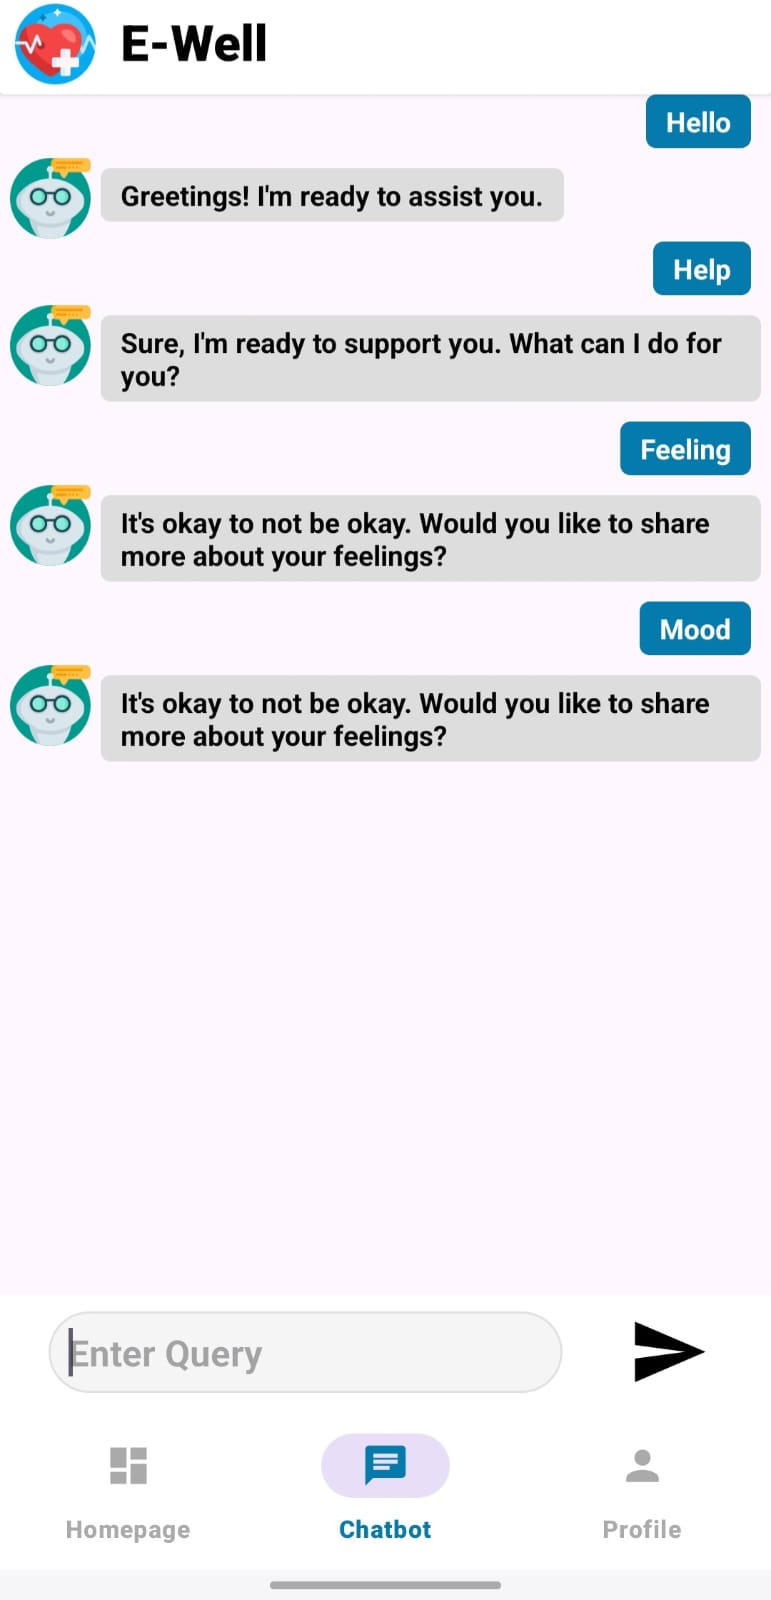 E-Well
Hello
Greetings! I'm ready to assist you.
Help
Sure, I'm ready to support you. What can I do for
you?
Feeling
It's okay to not be okay. Would you like to share
more about your feelings?
Mood
It's okay to not be okay. Would you like to share
more about your feelings?
Enter Query
Homepage
Chatbot
Profile